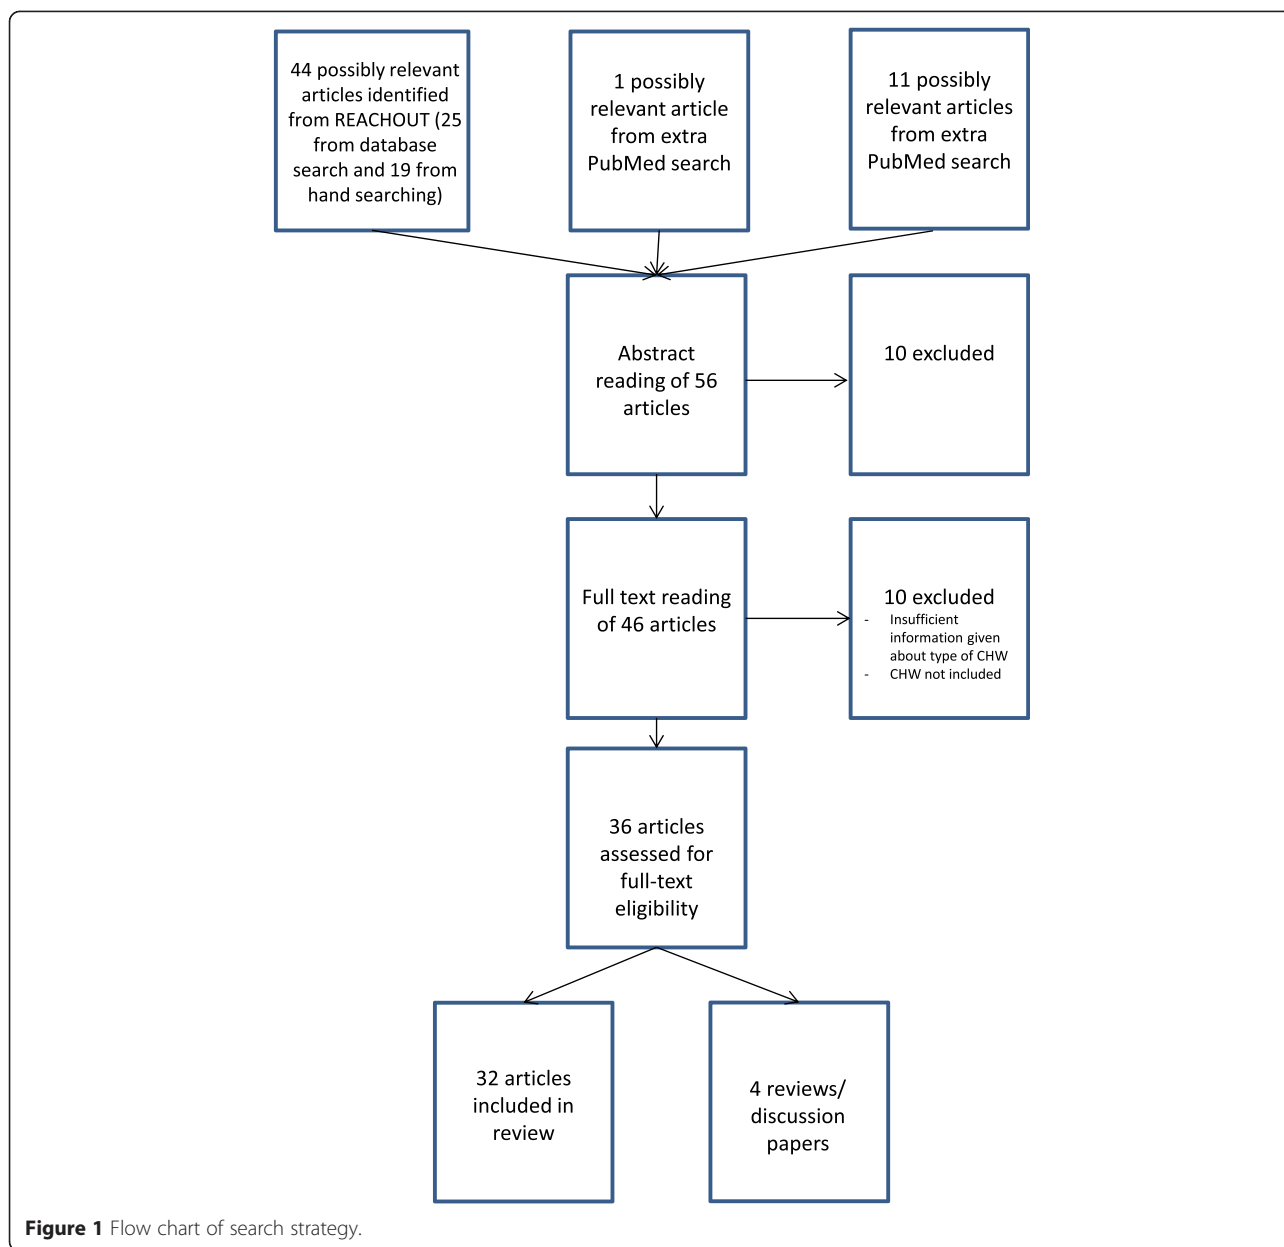 44 possibly relevant
articles identified
from REACHOUT (25
from database
search and 19 from
hand searching)
1 possibly
relevant article
from extra
PubMed search
11 possibly
relevant articles
from extra
PubMed search
Abstract
reading of 56
articles
10 excluded
Full text reading
of 46 articles
10 excluded
- Insufficient
information given
about type of CHW
- CHW not included
36 articles
assessed for
full-text
eligibility
32 articles
included in
review
4 reviews/
discussion
papers
Figure 1 Flow chart of search strategy.